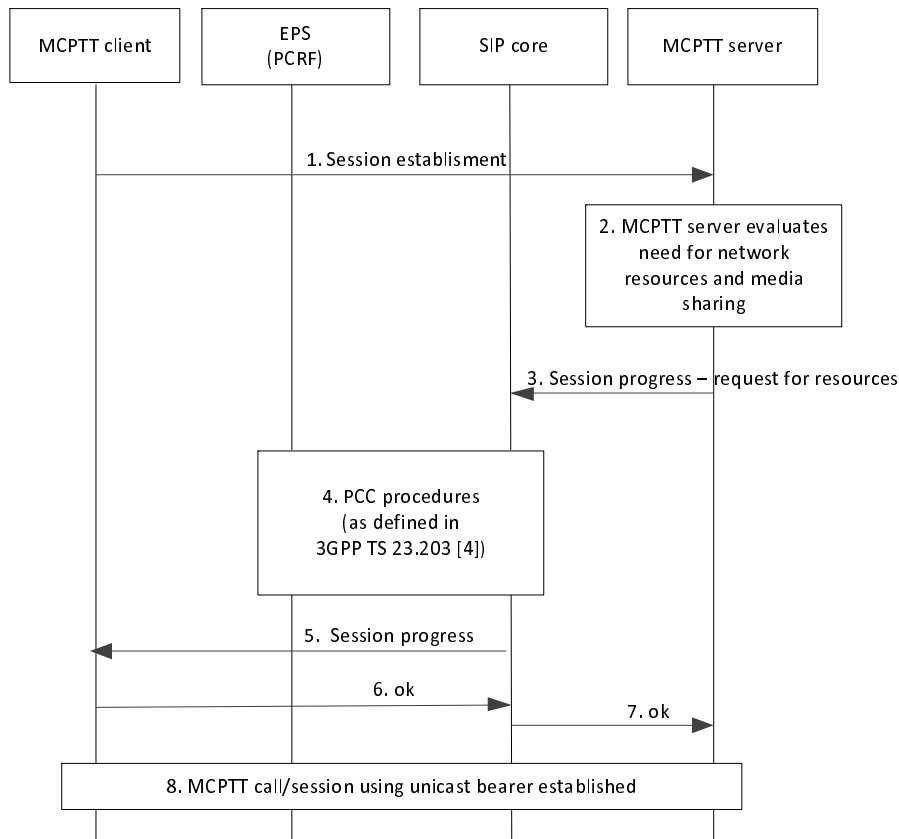 MCPTT client
EPS
(PCRF)
SIP core
MCPTT server
1. Session establisment
2. MCPTT server evaluates
need for network
resources and media
sharing
3. Session progress – request for resources
4. PCC procedures
(as defined in
3GPP TS 23.203 [4])
5. Session progress
6. ok
7. ok
8. MCPTT call/session using unicast bearer established